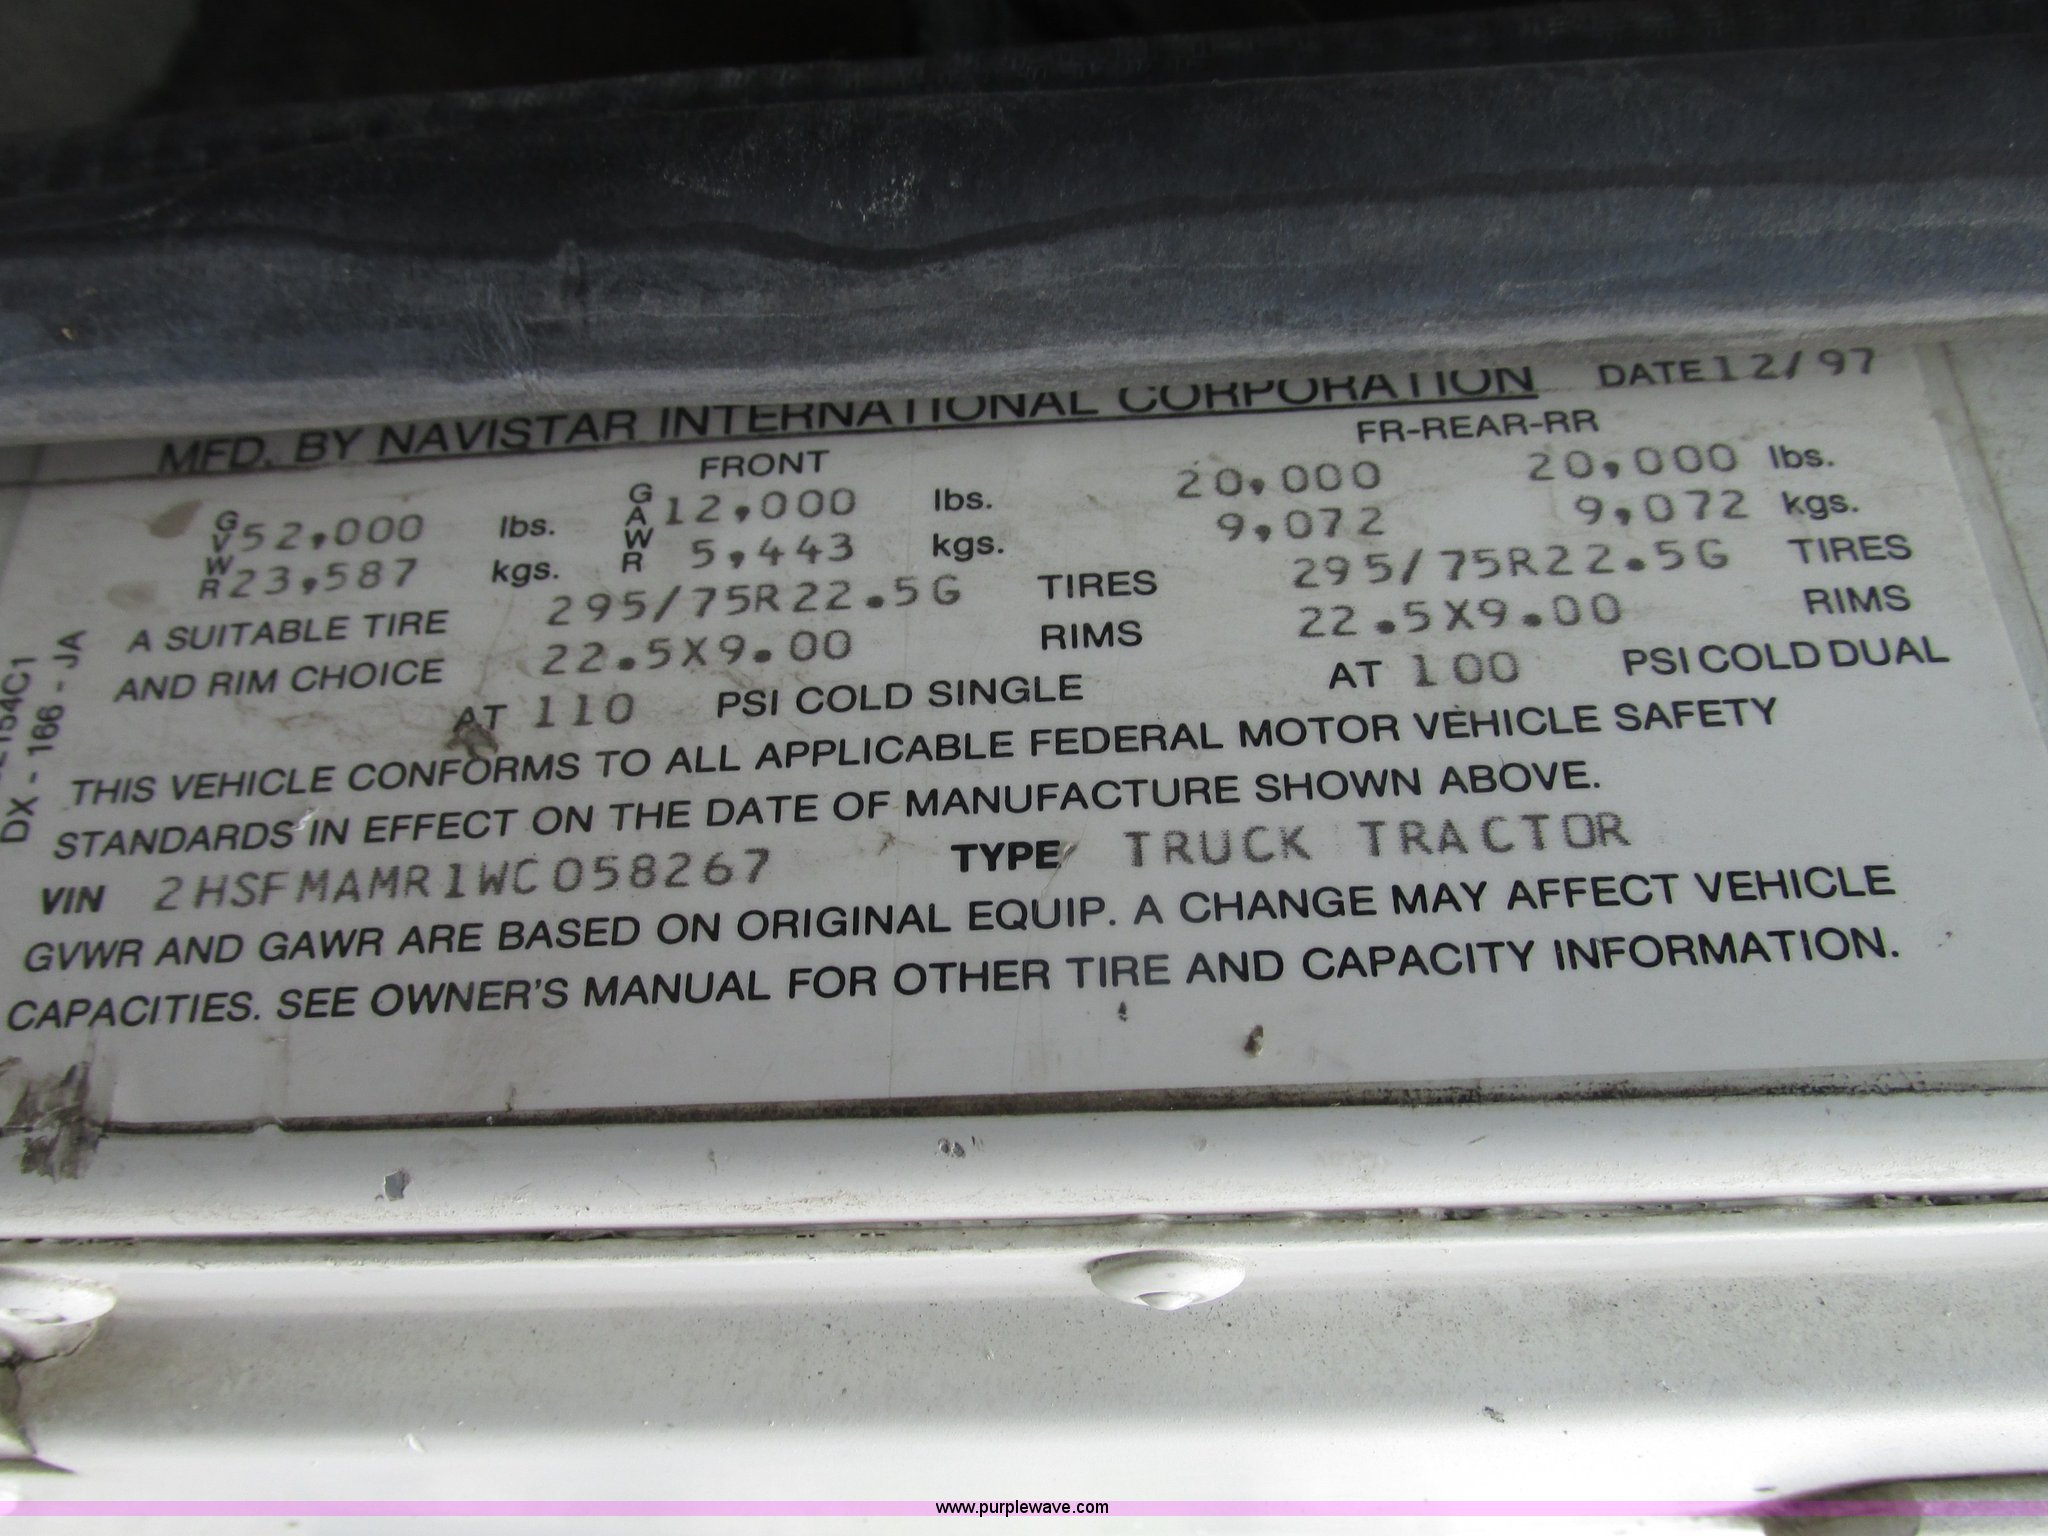 MFD. BY NAVISTAR INTERNATIONAL CORPORATION DATE 12/97
FRONT FR-REAR-RR
GVWR 52,000 lbs. GAWR 12,000 lbs. 20,000 20,000 lbs.
23,587 kgs. 5,443 kgs. 9,072 9,072 kgs.
A SUITABLE TIRE 295/75R22.5G TIRES 295/75R22.5G TIRES
AND RIM CHOICE 22.5X9.00 RIMS 22.5X9.00 RIMS
AT 110 PSI COLD SINGLE AT 100 PSI COLD DUAL
THIS VEHICLE CONFORMS TO ALL APPLICABLE FEDERAL MOTOR VEHICLE SAFETY
STANDARDS IN EFFECT ON THE DATE OF MANUFACTURE SHOWN ABOVE.
VIN 2HSFMAMR1WC058267 TYPE TRUCK TRACTOR
GVWR AND GAWR ARE BASED ON ORIGINAL EQUIP. A CHANGE MAY AFFECT VEHICLE
CAPACITIES. SEE OWNER'S MANUAL FOR OTHER TIRE AND CAPACITY INFORMATION.
DX - 166 - JA
www.purplewave.com